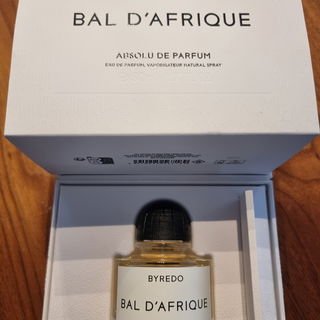 BAL D'AFRIQUE
ABSOLU DE PARFUM
EAU DE PARFUM, VAPORISATEUR NATURAL SPRAY
BYREDO
BAL D'AFRIQUE